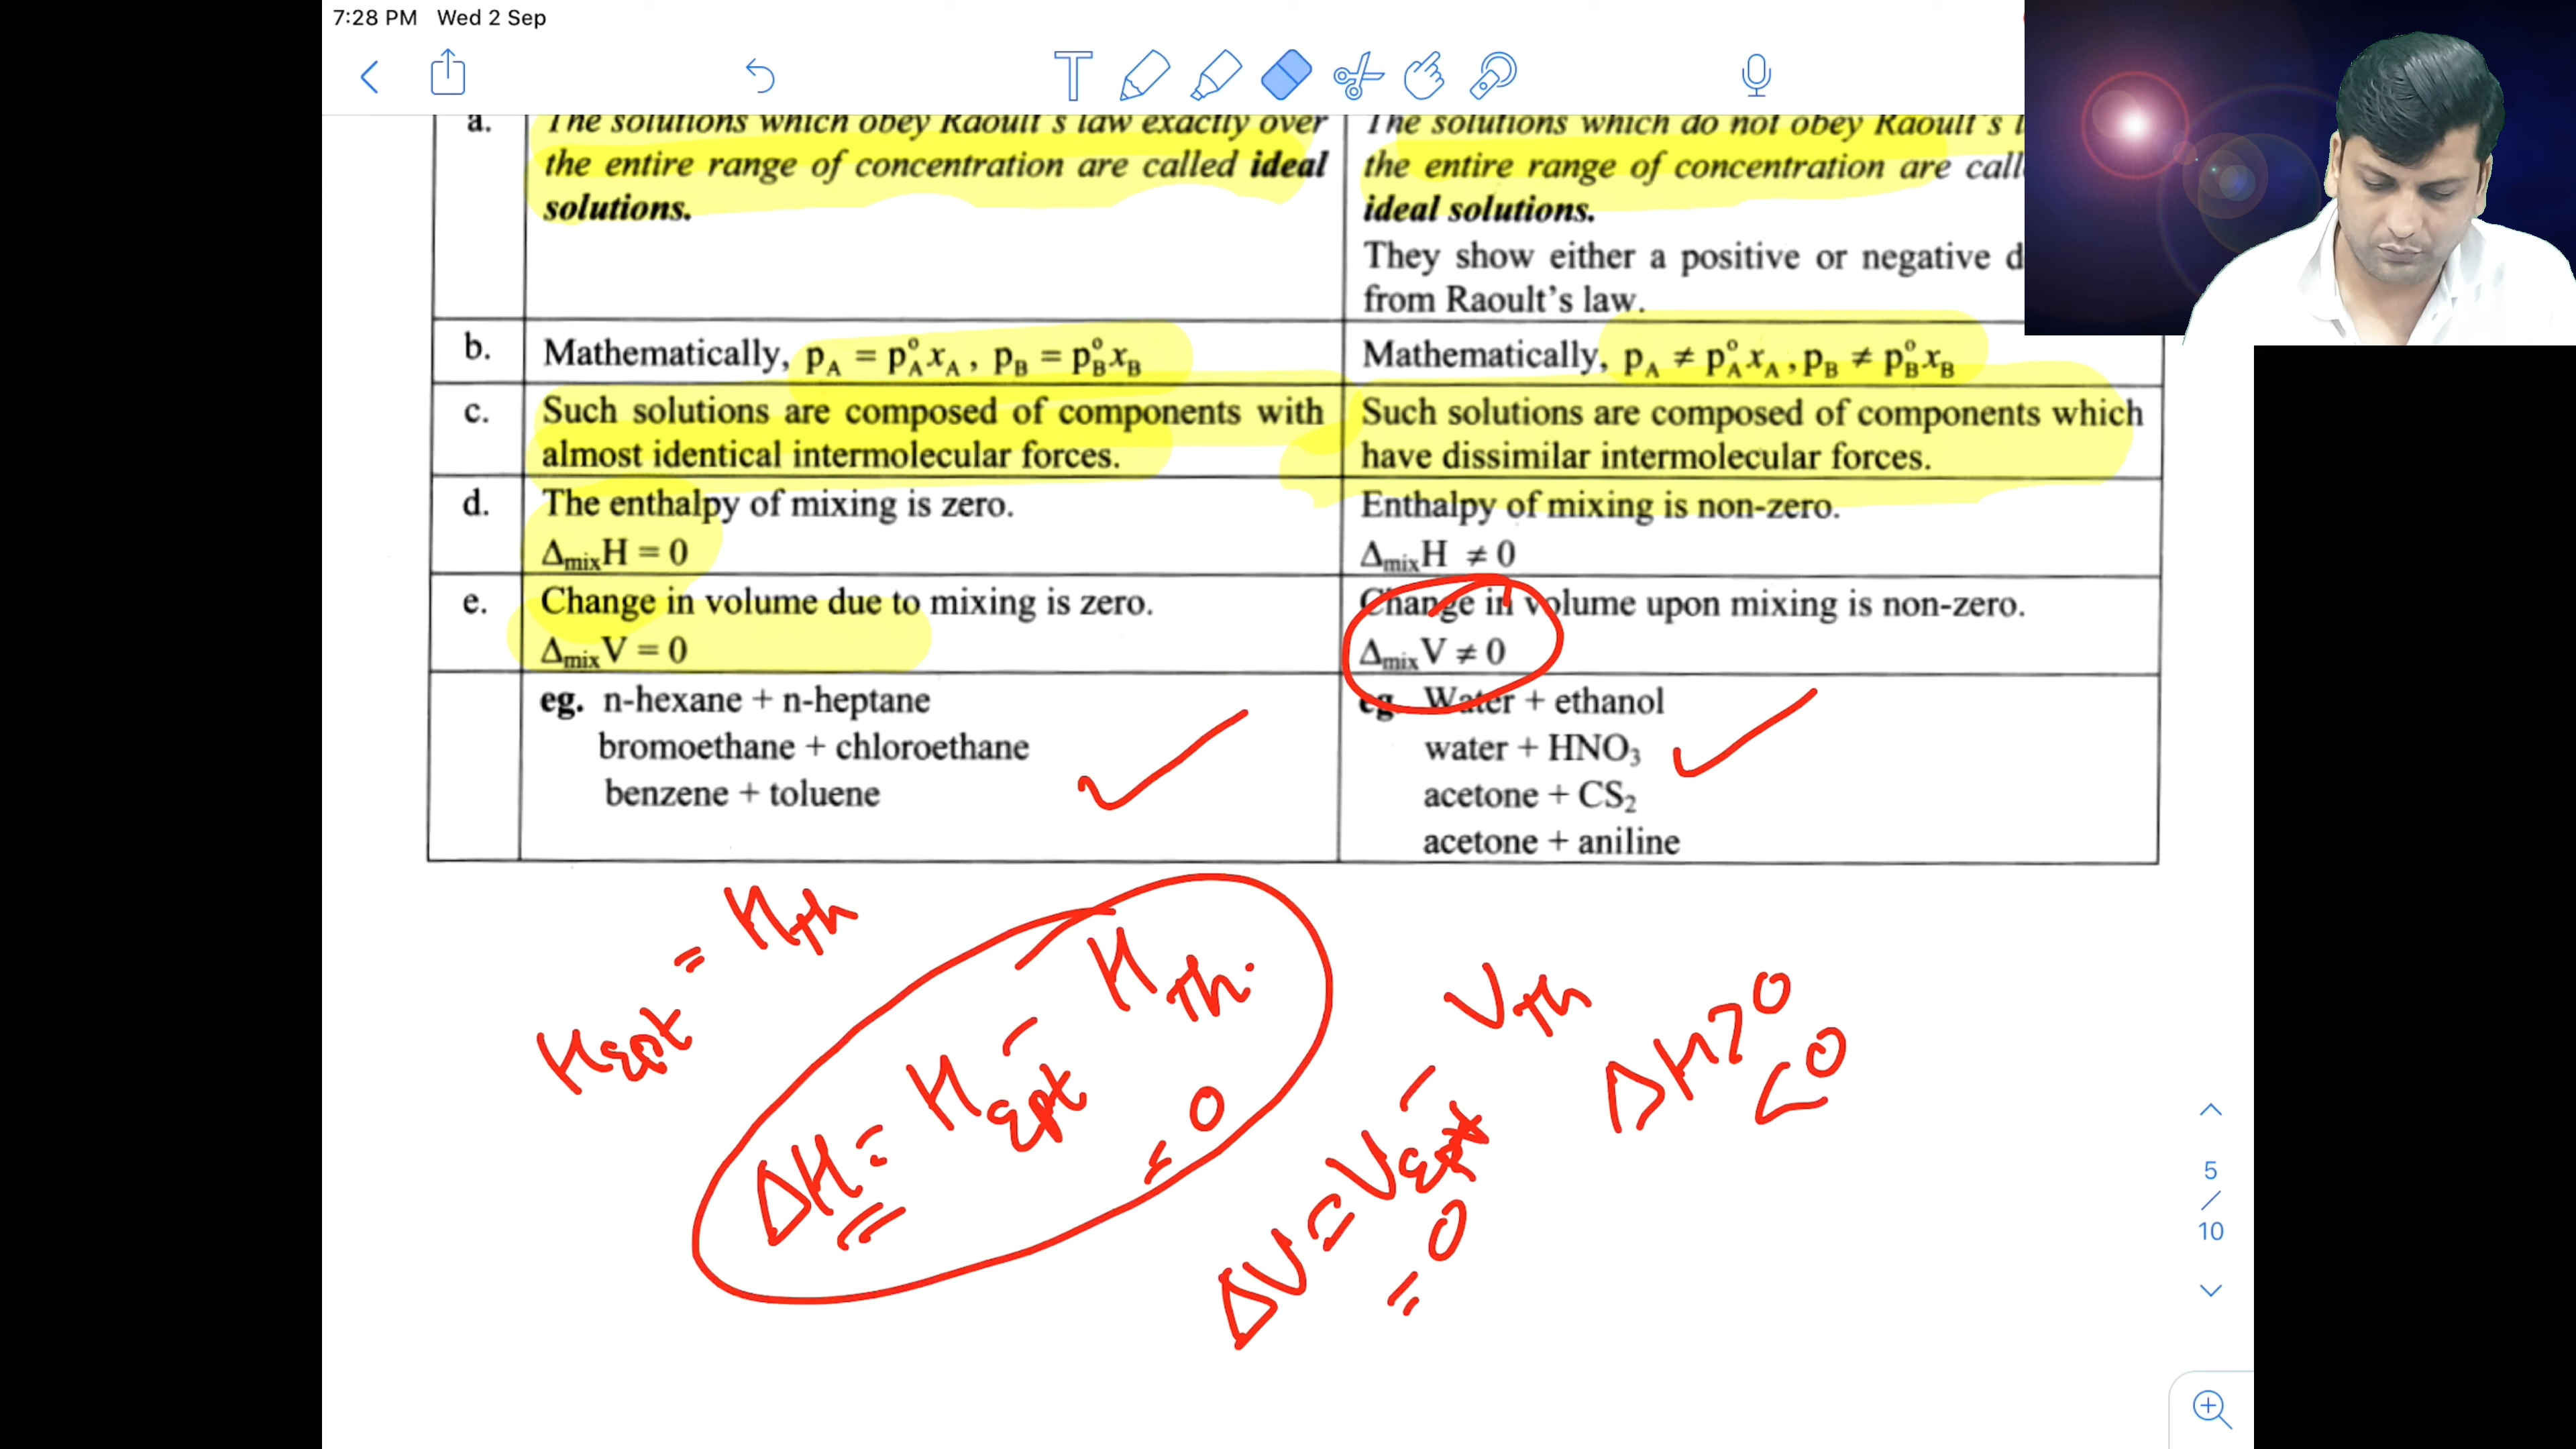 7:28 PM Wed 2 Sep
a.
The solutions which obey Raoult's law exactly over
the entire range of concentration are called ideal
solutions.
The solutions which do not obey Raoult's
the entire range of concentration are
ideal solutions.
They show either a positive or negative
from Raoult's law.
b.
Mathematically, pA = p°A xA , pB = p°B xB
Mathematically, pA ≠ p°A xA , pB ≠ p°B xB
c.
Such solutions are composed of components with
almost identical intermolecular forces.
Such solutions are composed of components which
have dissimilar intermolecular forces.
d.
The enthalpy of mixing is zero.
ΔmixH = 0
Enthalpy of mixing is non-zero.
ΔmixH ≠ 0
e.
Change in volume due to mixing is zero.
ΔmixV = 0
Change in volume upon mixing is non-zero.
ΔmixV ≠ 0
eg. n-hexane + n-heptane
bromoethane + chloroethane
benzene + toluene
eg Water + ethanol
water + HNO3
acetone + CS2
acetone + aniline
HExpt = HTh
ΔH = HExpt - HTh.
= 0
ΔV = VExpt - VTh
= 0
ΔH > 0
< 0
5
/
10